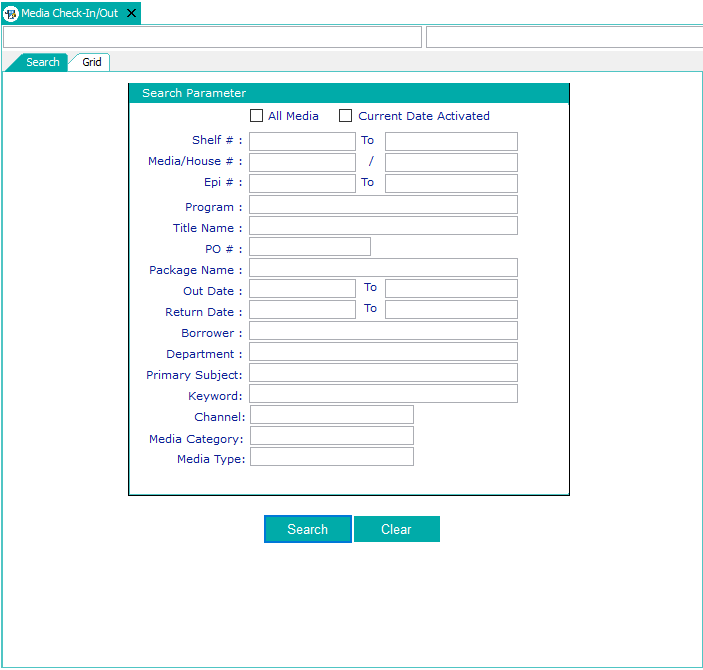 Media Check-In/Out
Search Grid
Search Parameter
All Media Current Date Activated
Shelf # : To
Media/House # : /
Epi # : To
Program :
Title Name :
PO # :
Package Name :
Out Date : To
Return Date : To
Borrower :
Department :
Primary Subject:
Keyword:
Channel:
Media Category:
Media Type:
Search Clear